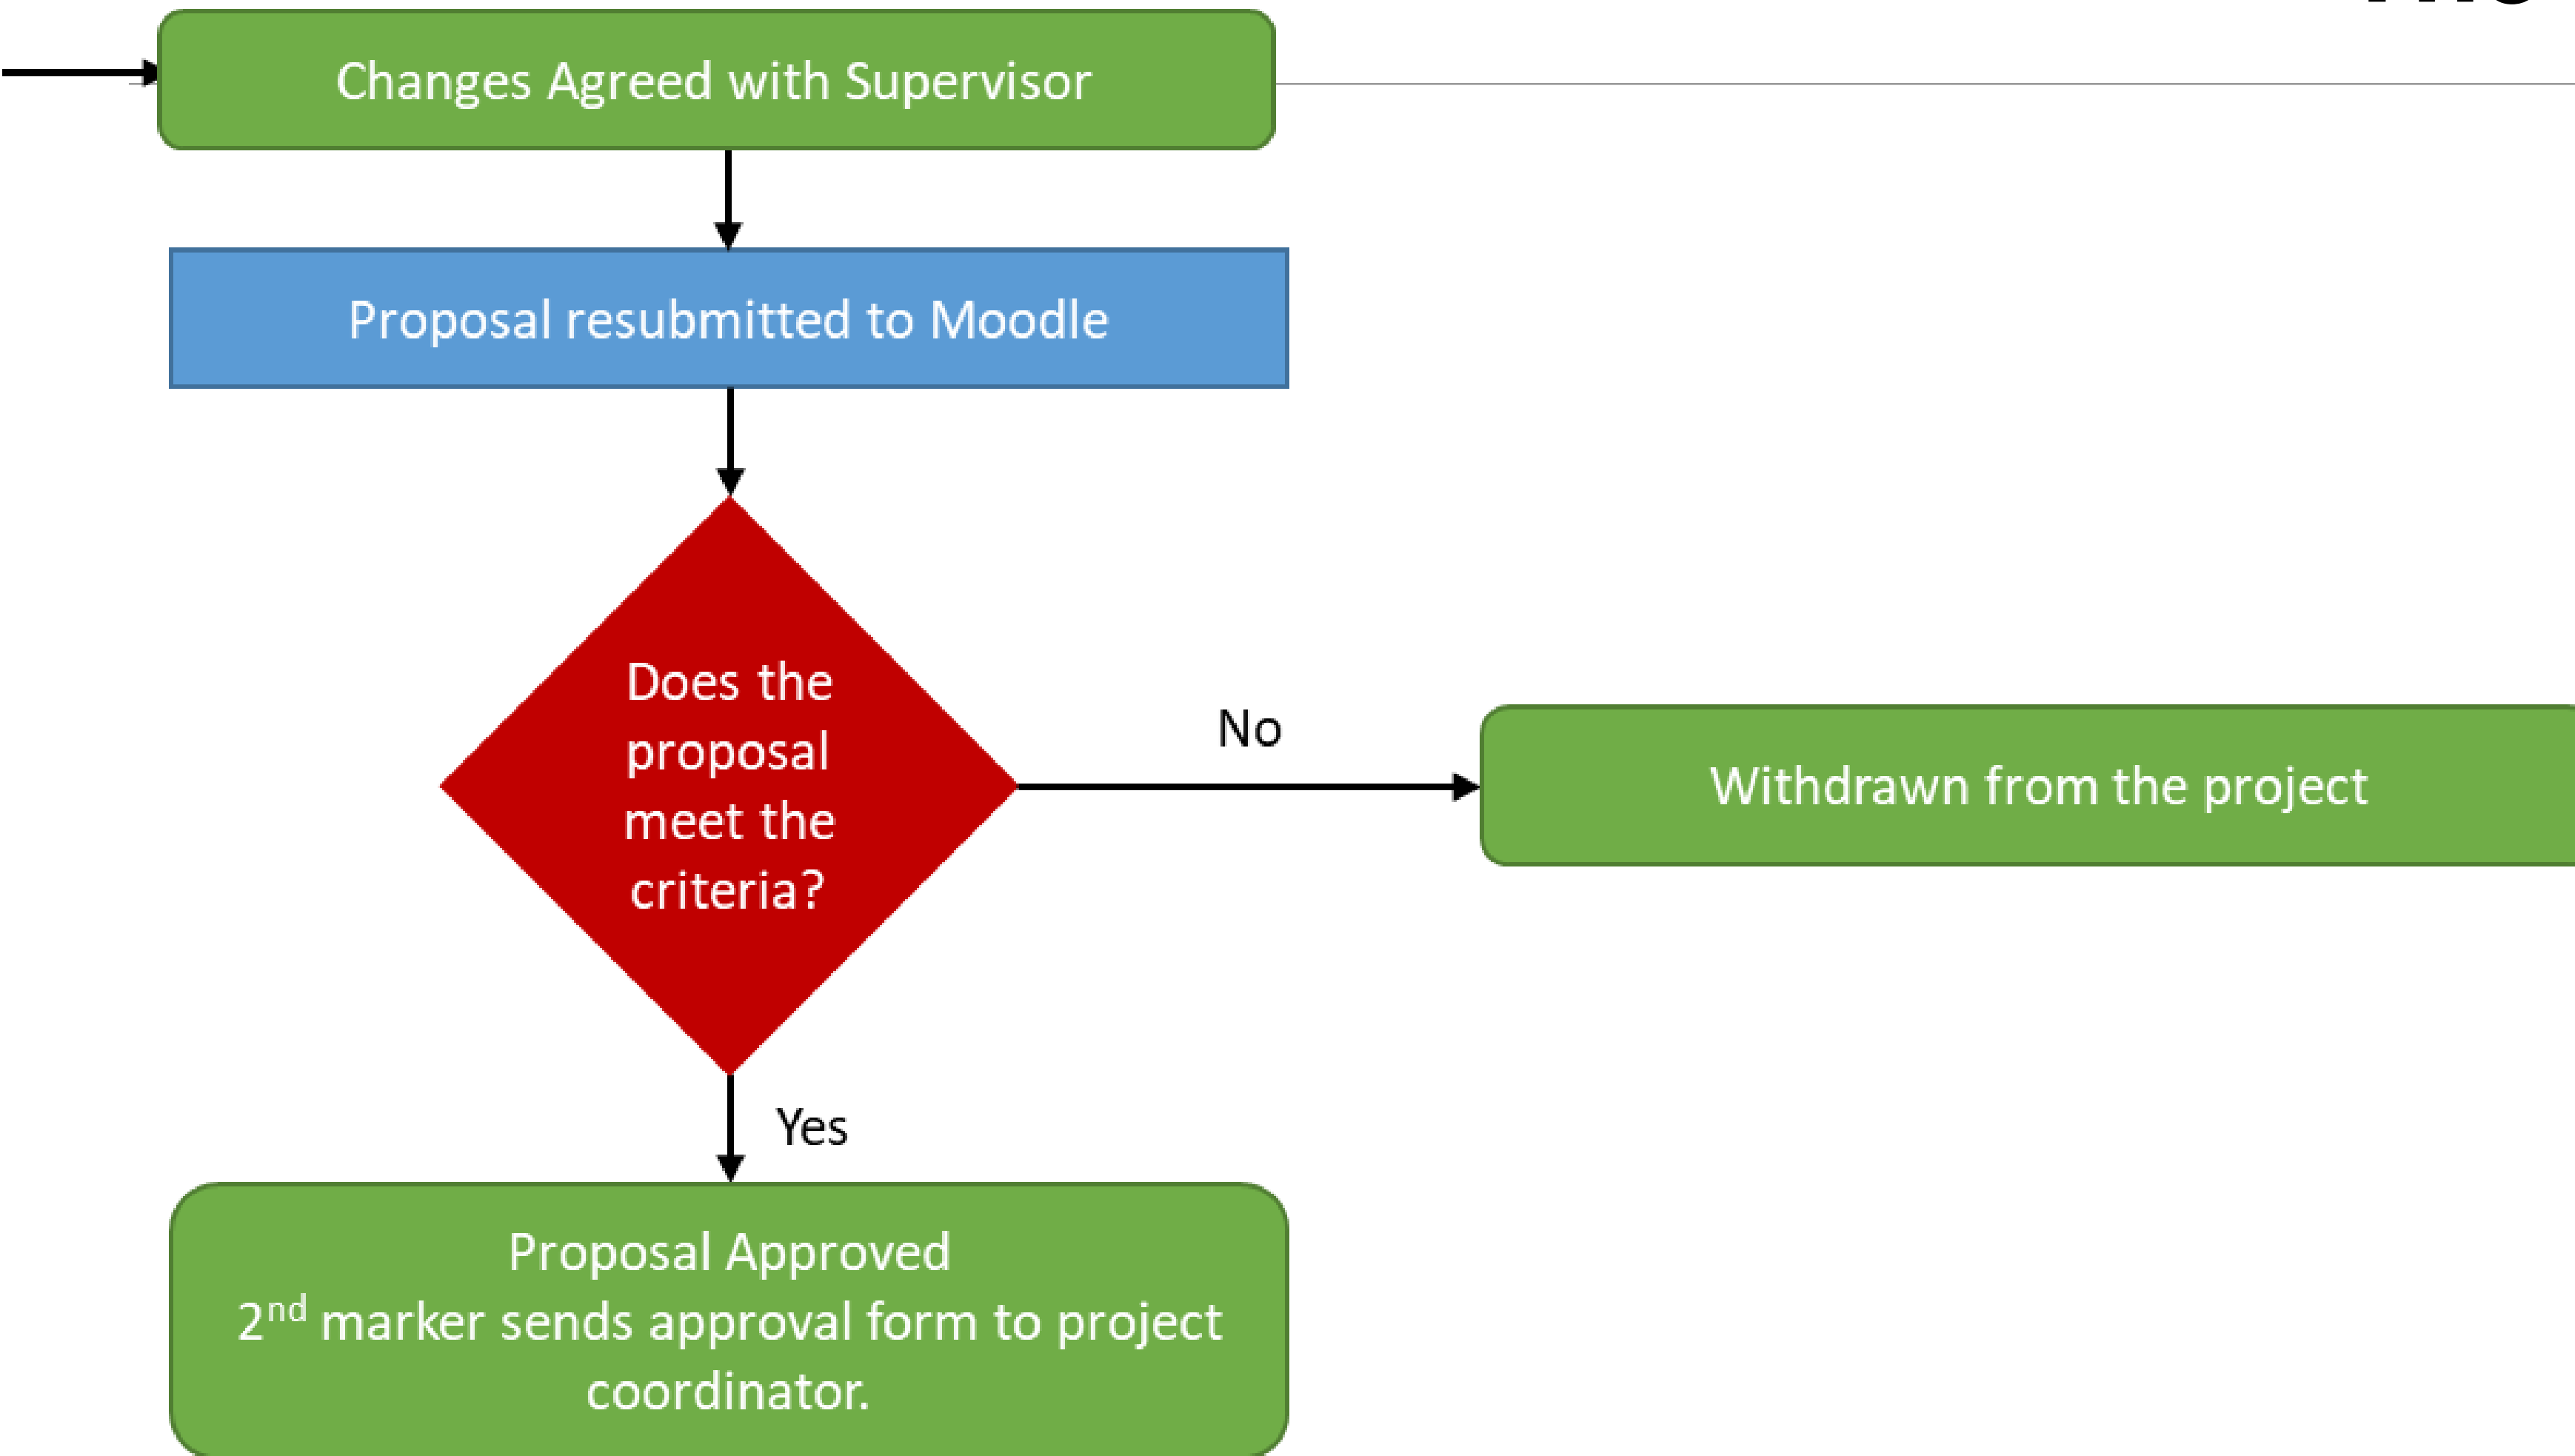 Changes Agreed with Supervisor
Proposal resubmitted to Moodle
Does the
proposal
meet the
criteria?
No
Withdrawn from the project
Yes
Proposal Approved
2nd marker sends approval form to project
coordinator.